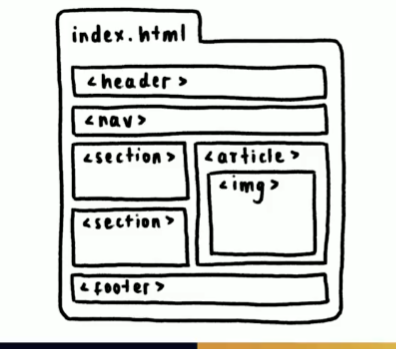 index.html
<header>
<nav>
<section>
<article>
<img>
<section>
<footer>